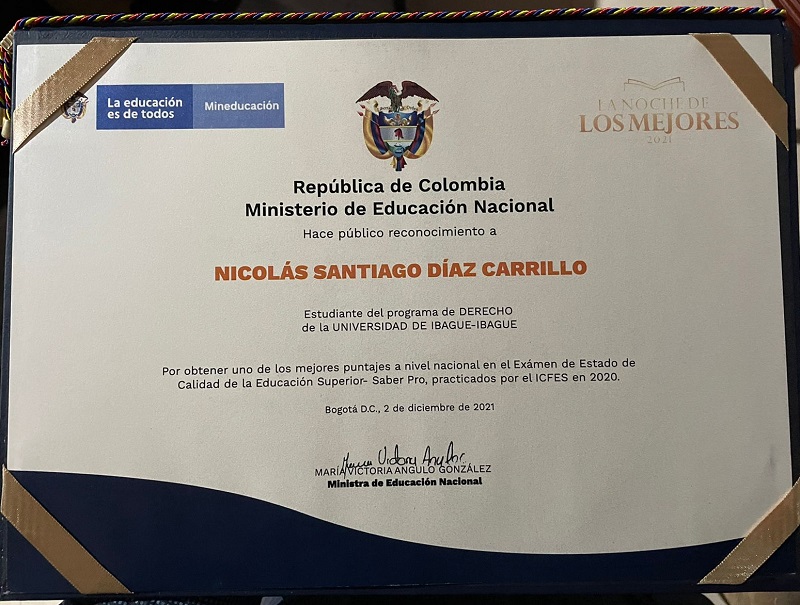 La educación
es de todos
Mineducación
LA NOCHE DE
LOS MEJORES
2021
República de Colombia
Ministerio de Educación Nacional
Hace público reconocimiento a
NICOLÁS SANTIAGO DÍAZ CARRILLO
Estudiante del programa de DERECHO
de la UNIVERSIDAD DE IBAGUE-IBAGUE
Por obtener uno de los mejores puntajes a nivel nacional en el Exámen de Estado de
Calidad de la Educación Superior- Saber Pro, practicados por el ICFES en 2020.
Bogotá D.C., 2 de diciembre de 2021
MARÍA VICTORIA ANGULO GONZÁLEZ
Ministra de Educación Nacional